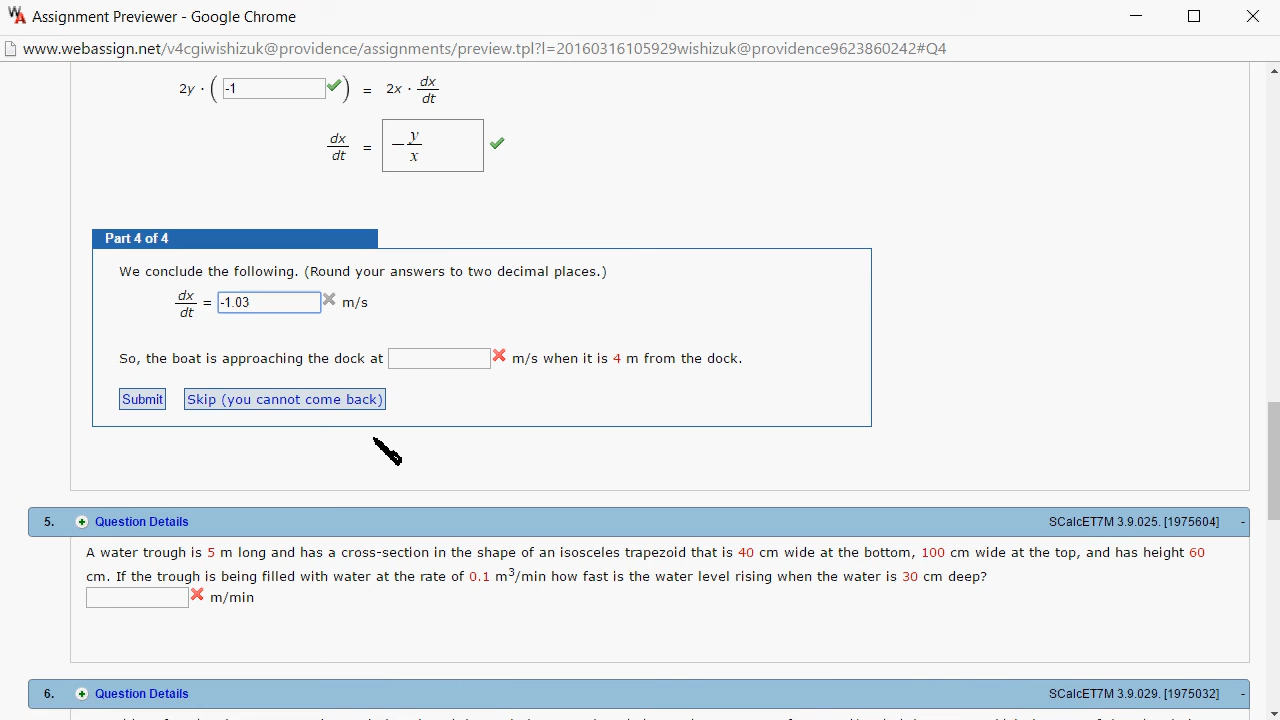 Assignment Previewer - Google Chrome
www.webassign.net/v4cgiwishizuk@providence/assignments/preview.tpl?l=20160316105929wishizuk@providence9623860242#Q4
2y · ( -1 ) = 2x · dx/dt
dx/dt = − y/x
Part 4 of 4
We conclude the following. (Round your answers to two decimal places.)
dx/dt = -1.03 m/s
So, the boat is approaching the dock at m/s when it is 4 m from the dock.
Submit Skip (you cannot come back)
5. Question Details SCalcET7M 3.9.025. [1975604] -
A water trough is 5 m long and has a cross-section in the shape of an isosceles trapezoid that is 40 cm wide at the bottom, 100 cm wide at the top, and has height 60
cm. If the trough is being filled with water at the rate of 0.1 m³/min how fast is the water level rising when the water is 30 cm deep?
m/min
6. Question Details SCalcET7M 3.9.029. [1975032] -